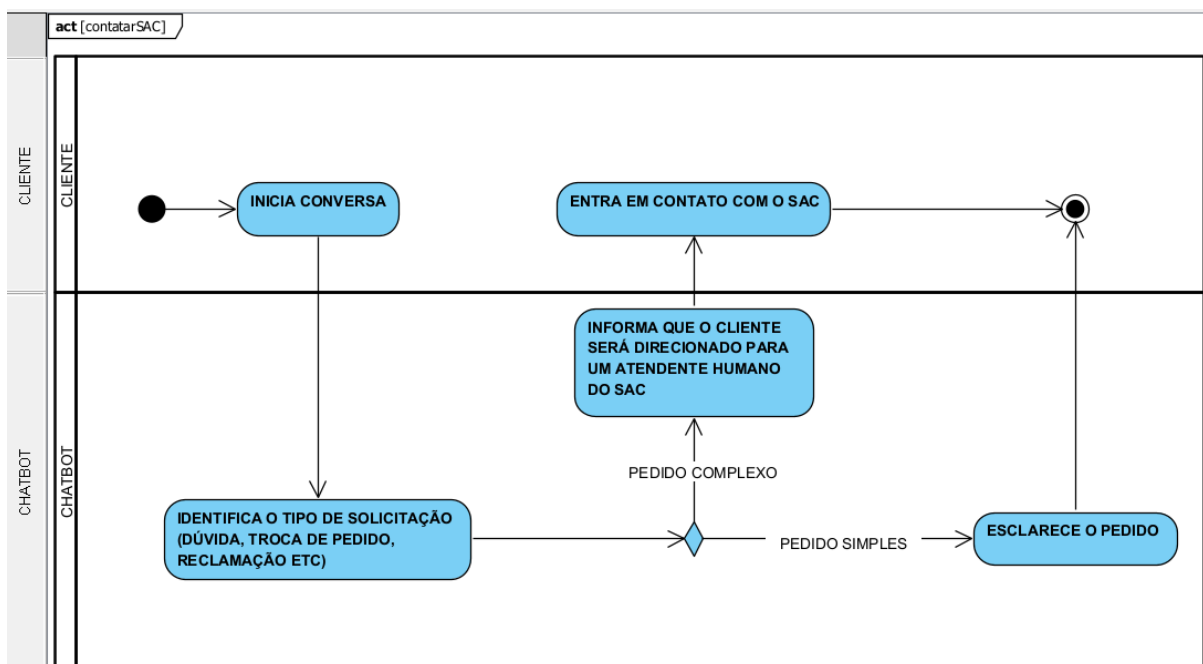 act [contatarSAC]
CLIENTE
CLIENTE
INICIA CONVERSA
ENTRA EM CONTATO COM O SAC
CHATBOT
CHATBOT
INFORMA QUE O CLIENTE
SERÁ DIRECIONADO PARA
UM ATENDENTE HUMANO
DO SAC
PEDIDO COMPLEXO
IDENTIFICA O TIPO DE SOLICITAÇÃO
(DÚVIDA, TROCA DE PEDIDO,
RECLAMAÇÃO ETC)
PEDIDO SIMPLES
ESCLARECE O PEDIDO